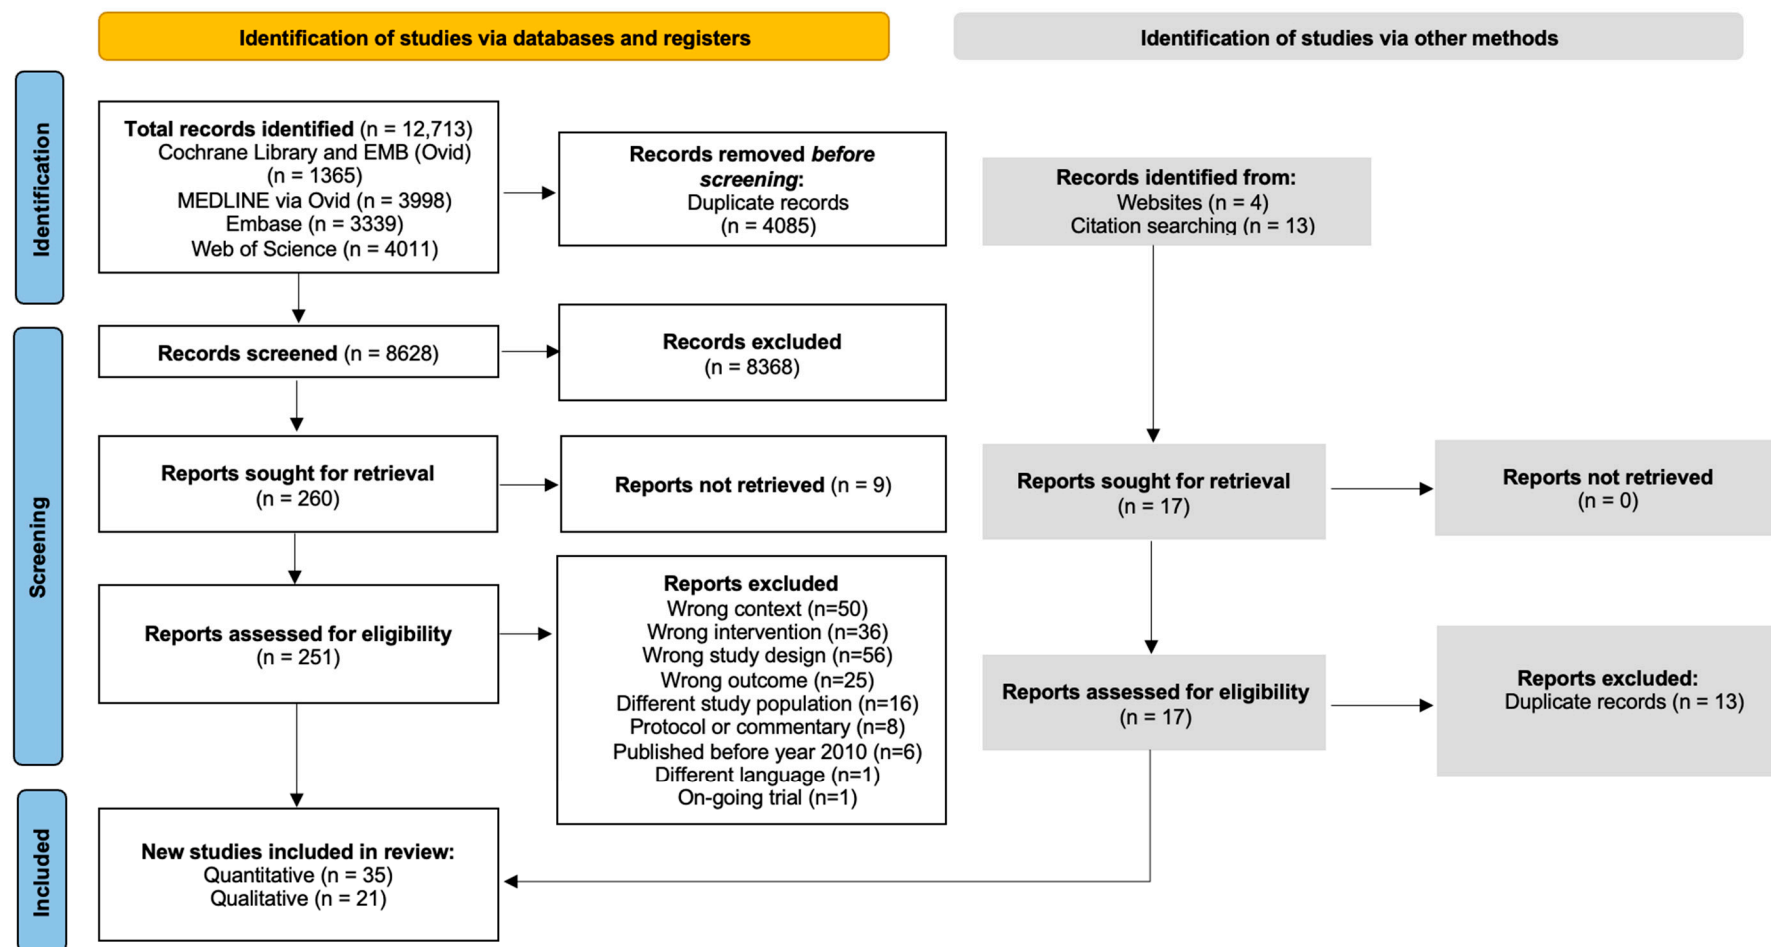 Identification of studies via databases and registers
Identification of studies via other methods
Identification
Total records identified (n = 12,713)
Cochrane Library and EMB (Ovid)
(n = 1365)
MEDLINE via Ovid (n = 3998)
Embase (n = 3339)
Web of Science (n = 4011)
Records removed before
screening:
Duplicate records
(n = 4085)
Records identified from:
Websites (n = 4)
Citation searching (n = 13)
Screening
Records screened (n = 8628)
Records excluded
(n = 8368)
Reports sought for retrieval
(n = 260)
Reports not retrieved (n = 9)
Reports sought for retrieval
(n = 17)
Reports not retrieved
(n = 0)
Reports assessed for eligibility
(n = 251)
Reports excluded
Wrong context (n=50)
Wrong intervention (n=36)
Wrong study design (n=56)
Wrong outcome (n=25)
Different study population (n=16)
Protocol or commentary (n=8)
Published before year 2010 (n=6)
Different language (n=1)
On-going trial (n=1)
Reports assessed for eligibility
(n = 17)
Reports excluded:
Duplicate records (n = 13)
Included
New studies included in review:
Quantitative (n = 35)
Qualitative (n = 21)